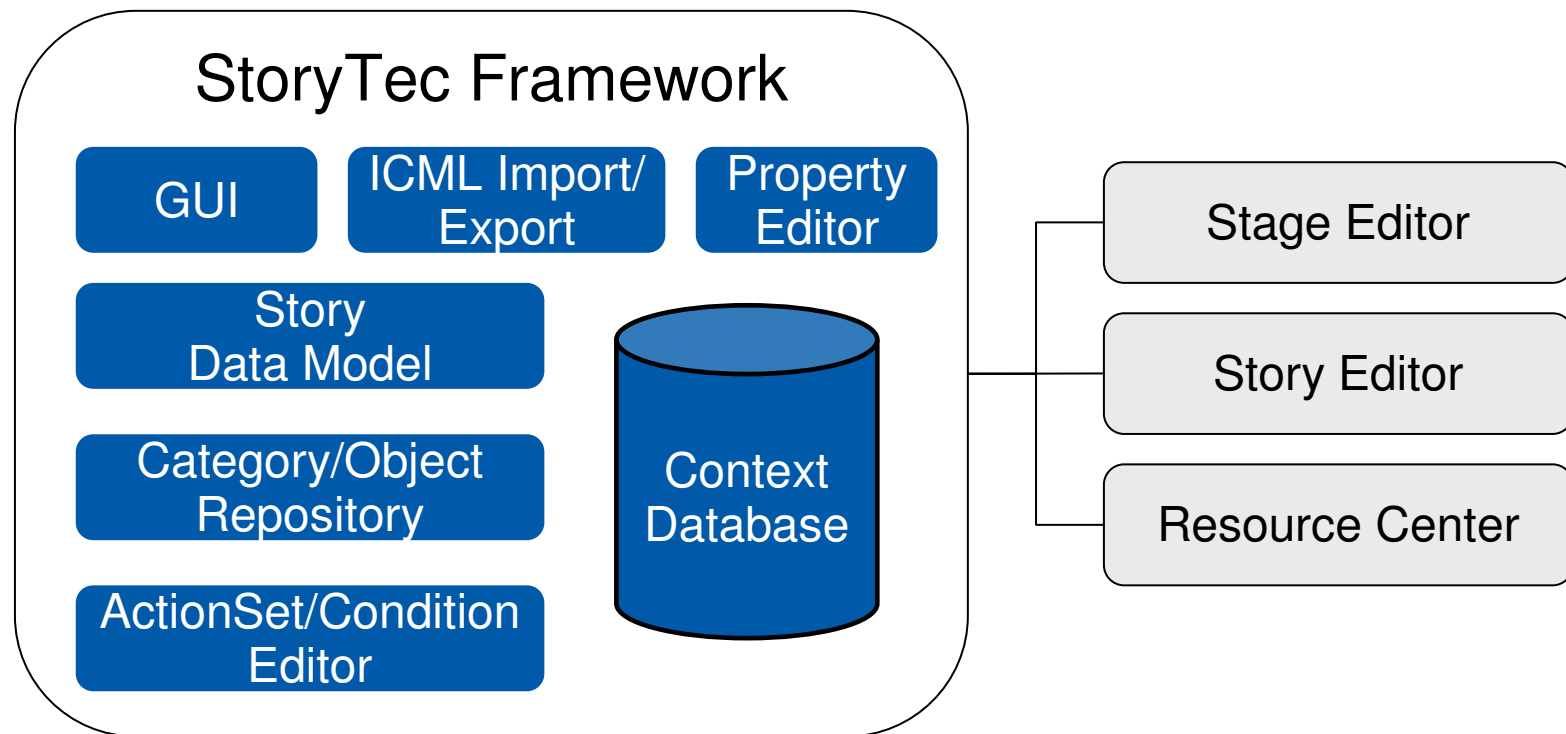 StoryTec Framework
GUI
ICML Import/
Export
Property
Editor
Story
Data Model
Category/Object
Repository
ActionSet/Condition
Editor
Context
Database
Stage Editor
Story Editor
Resource Center